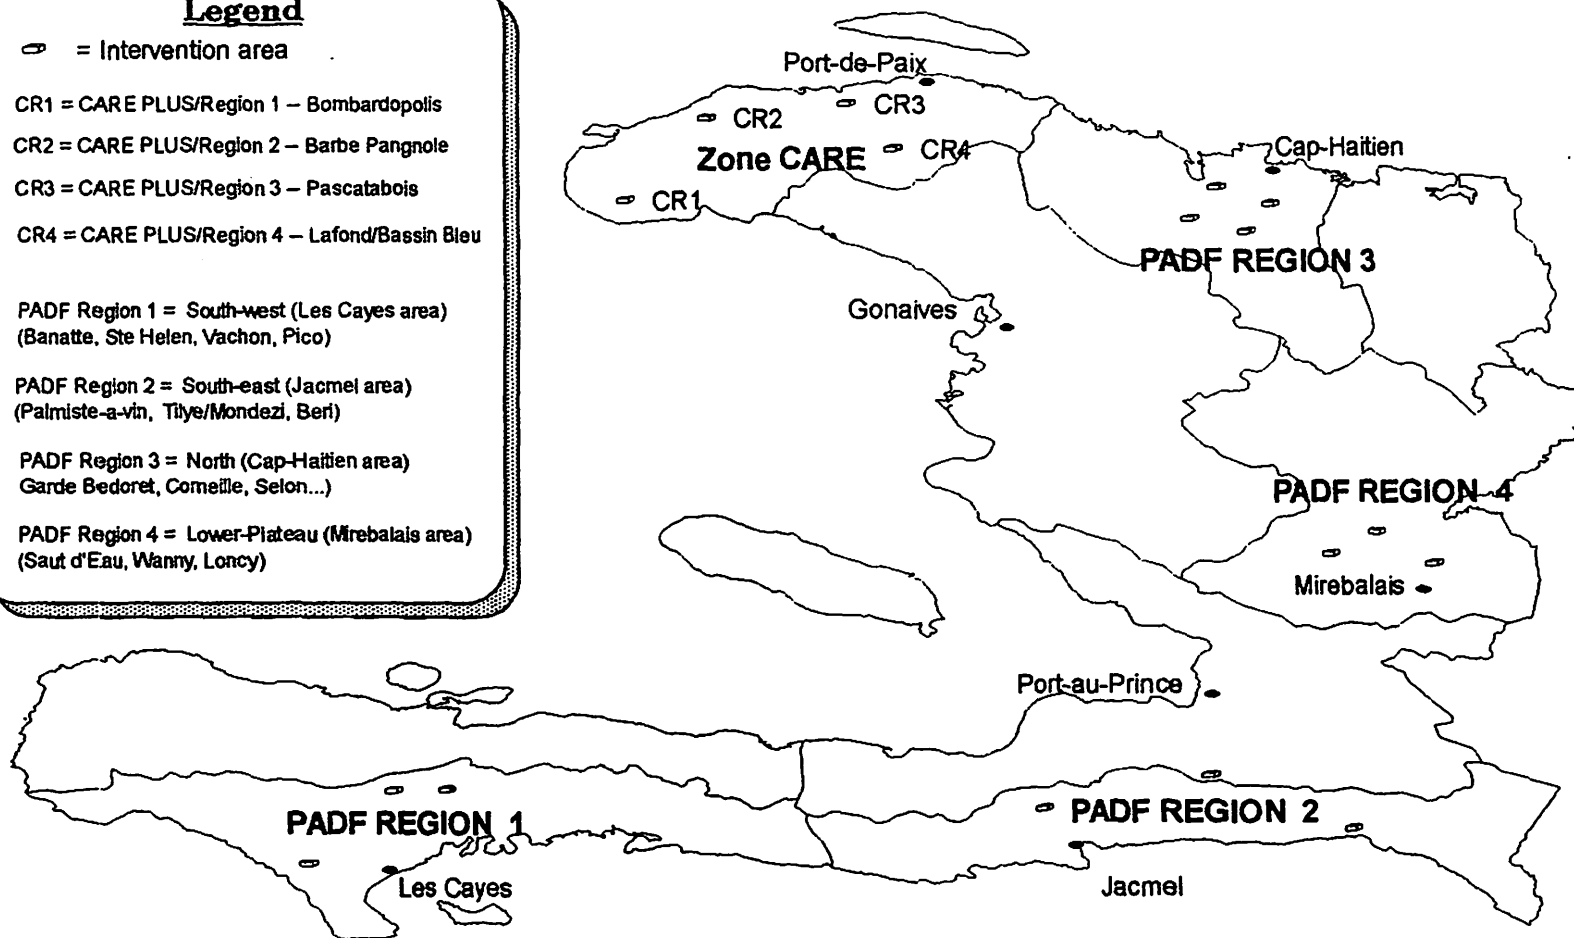 Legend
= Intervention area
CR1 = CARE PLUS/Region 1 – Bombardopolis
CR2 = CARE PLUS/Region 2 – Barbe Pangnole
CR3 = CARE PLUS/Region 3 – Pascatabois
CR4 = CARE PLUS/Region 4 – Lafond/Bassin Bleu
PADF Region 1 = South-west (Les Cayes area)
(Banatte, Ste Helen, Vachon, Pico)
PADF Region 2 = South-east (Jacmel area)
(Palmiste-a-vin, Tilye/Mondezi, Beri)
PADF Region 3 = North (Cap-Haitien area)
Garde Bedoret, Corneille, Selon...)
PADF Region 4 = Lower-Plateau (Mirebalais area)
(Saut d'Eau, Wanny, Loncy)
Port-de-Paix
CR3
CR2
Zone CARE
CR4
CR1
Cap-Haitien
PADF REGION 3
Gonaives
PADF REGION 4
Mirebalais
Port-au-Prince
PADF REGION 1
Les Cayes
PADF REGION 2
Jacmel